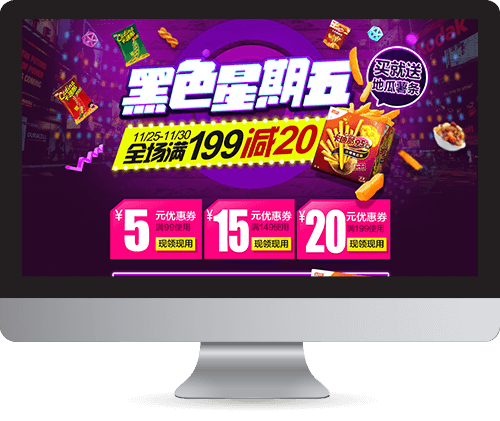 黑色星期五
买就送
地瓜薯条
11/25-11/30
全场满199减20
¥5元优惠券
满99使用
现领现用
¥15元优惠券
满149使用
现领现用
¥20元优惠券
满199使用
现领现用